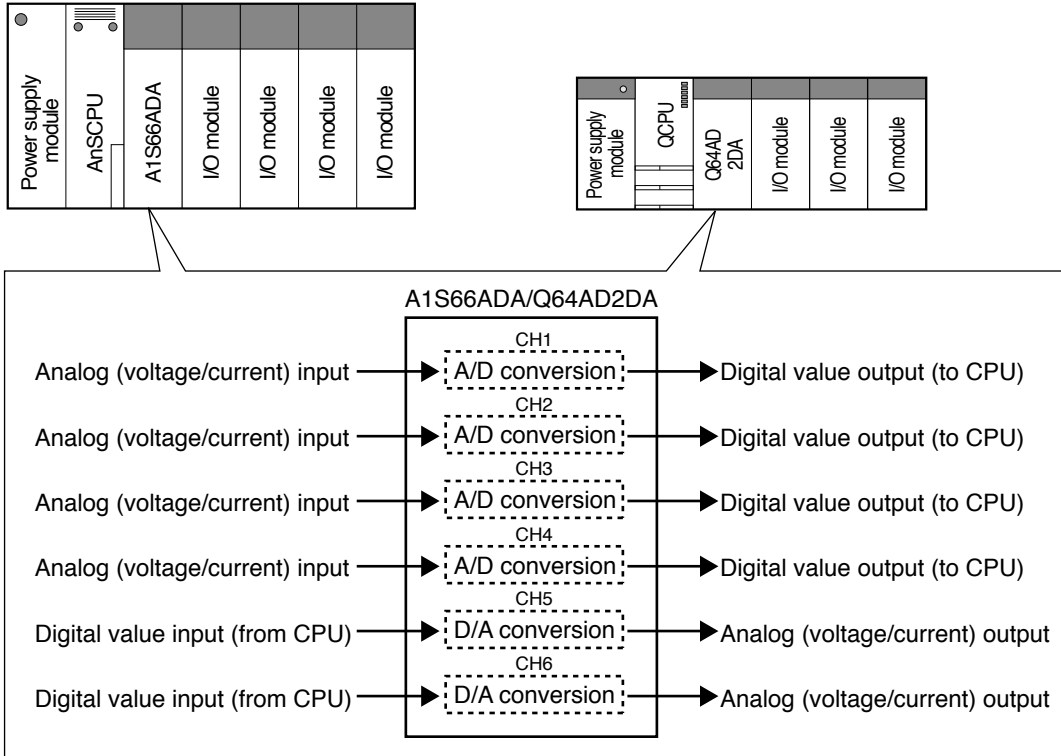 Power supply
module
AnSCPU
A1S66ADA
I/O module
I/O module
I/O module
I/O module
Power supply
module
QCPU
Q64AD
2DA
I/O module
I/O module
I/O module
A1S66ADA/Q64AD2DA
CH1
Analog (voltage/current) input A/D conversion Digital value output (to CPU)
CH2
Analog (voltage/current) input A/D conversion Digital value output (to CPU)
CH3
Analog (voltage/current) input A/D conversion Digital value output (to CPU)
CH4
Analog (voltage/current) input A/D conversion Digital value output (to CPU)
CH5
Digital value input (from CPU) D/A conversion Analog (voltage/current) output
CH6
Digital value input (from CPU) D/A conversion Analog (voltage/current) output